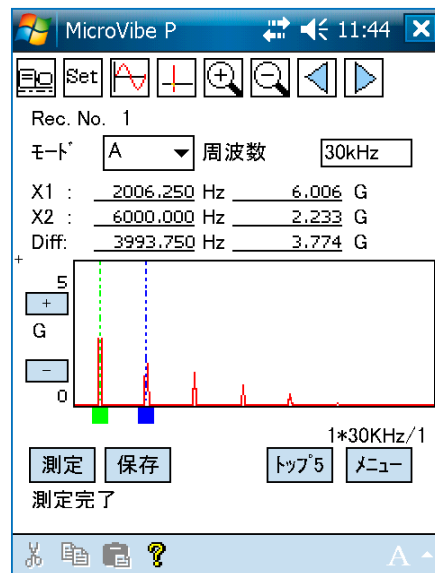 MicroVibe P 11:44
Set
Rec. No. 1
ﾓｰﾄﾞ A 周波数 30kHz
X1 : 2006.250 Hz 6.006 G
X2 : 6000.000 Hz 2.233 G
Diff: 3993.750 Hz 3.774 G
+
5
+
G
-
0
1*30KHz/1
測定 保存 ﾄｯﾌﾟ5 ﾒﾆｭｰ
測定完了
A